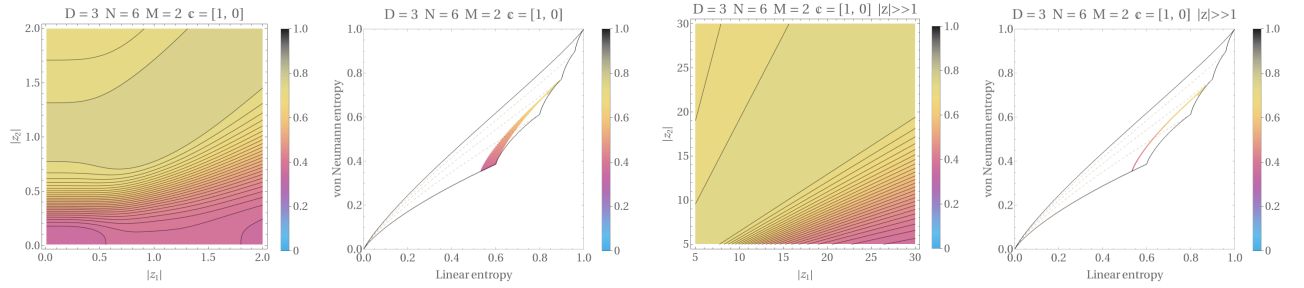 D = 3 N = 6 M = 2 𝕔 = [1, 0]
|z₂|
2.0
1.5
1.0
0.5
0.0
0.0 0.5 1.0 1.5 2.0
|z₁|
1.0
0.8
0.6
0.4
0.2
0
D = 3 N = 6 M = 2 𝕔 = [1, 0]
von Neumann entropy
1.0
0.8
0.6
0.4
0.2
0.0
0.0 0.2 0.4 0.6 0.8 1.0
Linear entropy
1.0
0.8
0.6
0.4
0.2
0
D = 3 N = 6 M = 2 𝕔 = [1, 0] |z|>>1
|z₂|
30
25
20
15
10
5
5 10 15 20 25 30
|z₁|
1.0
0.8
0.6
0.4
0.2
0
D = 3 N = 6 M = 2 𝕔 = [1, 0] |z|>>1
von Neumann entropy
1.0
0.8
0.6
0.4
0.2
0.0
0.0 0.2 0.4 0.6 0.8 1.0
Linear entropy
1.0
0.8
0.6
0.4
0.2
0